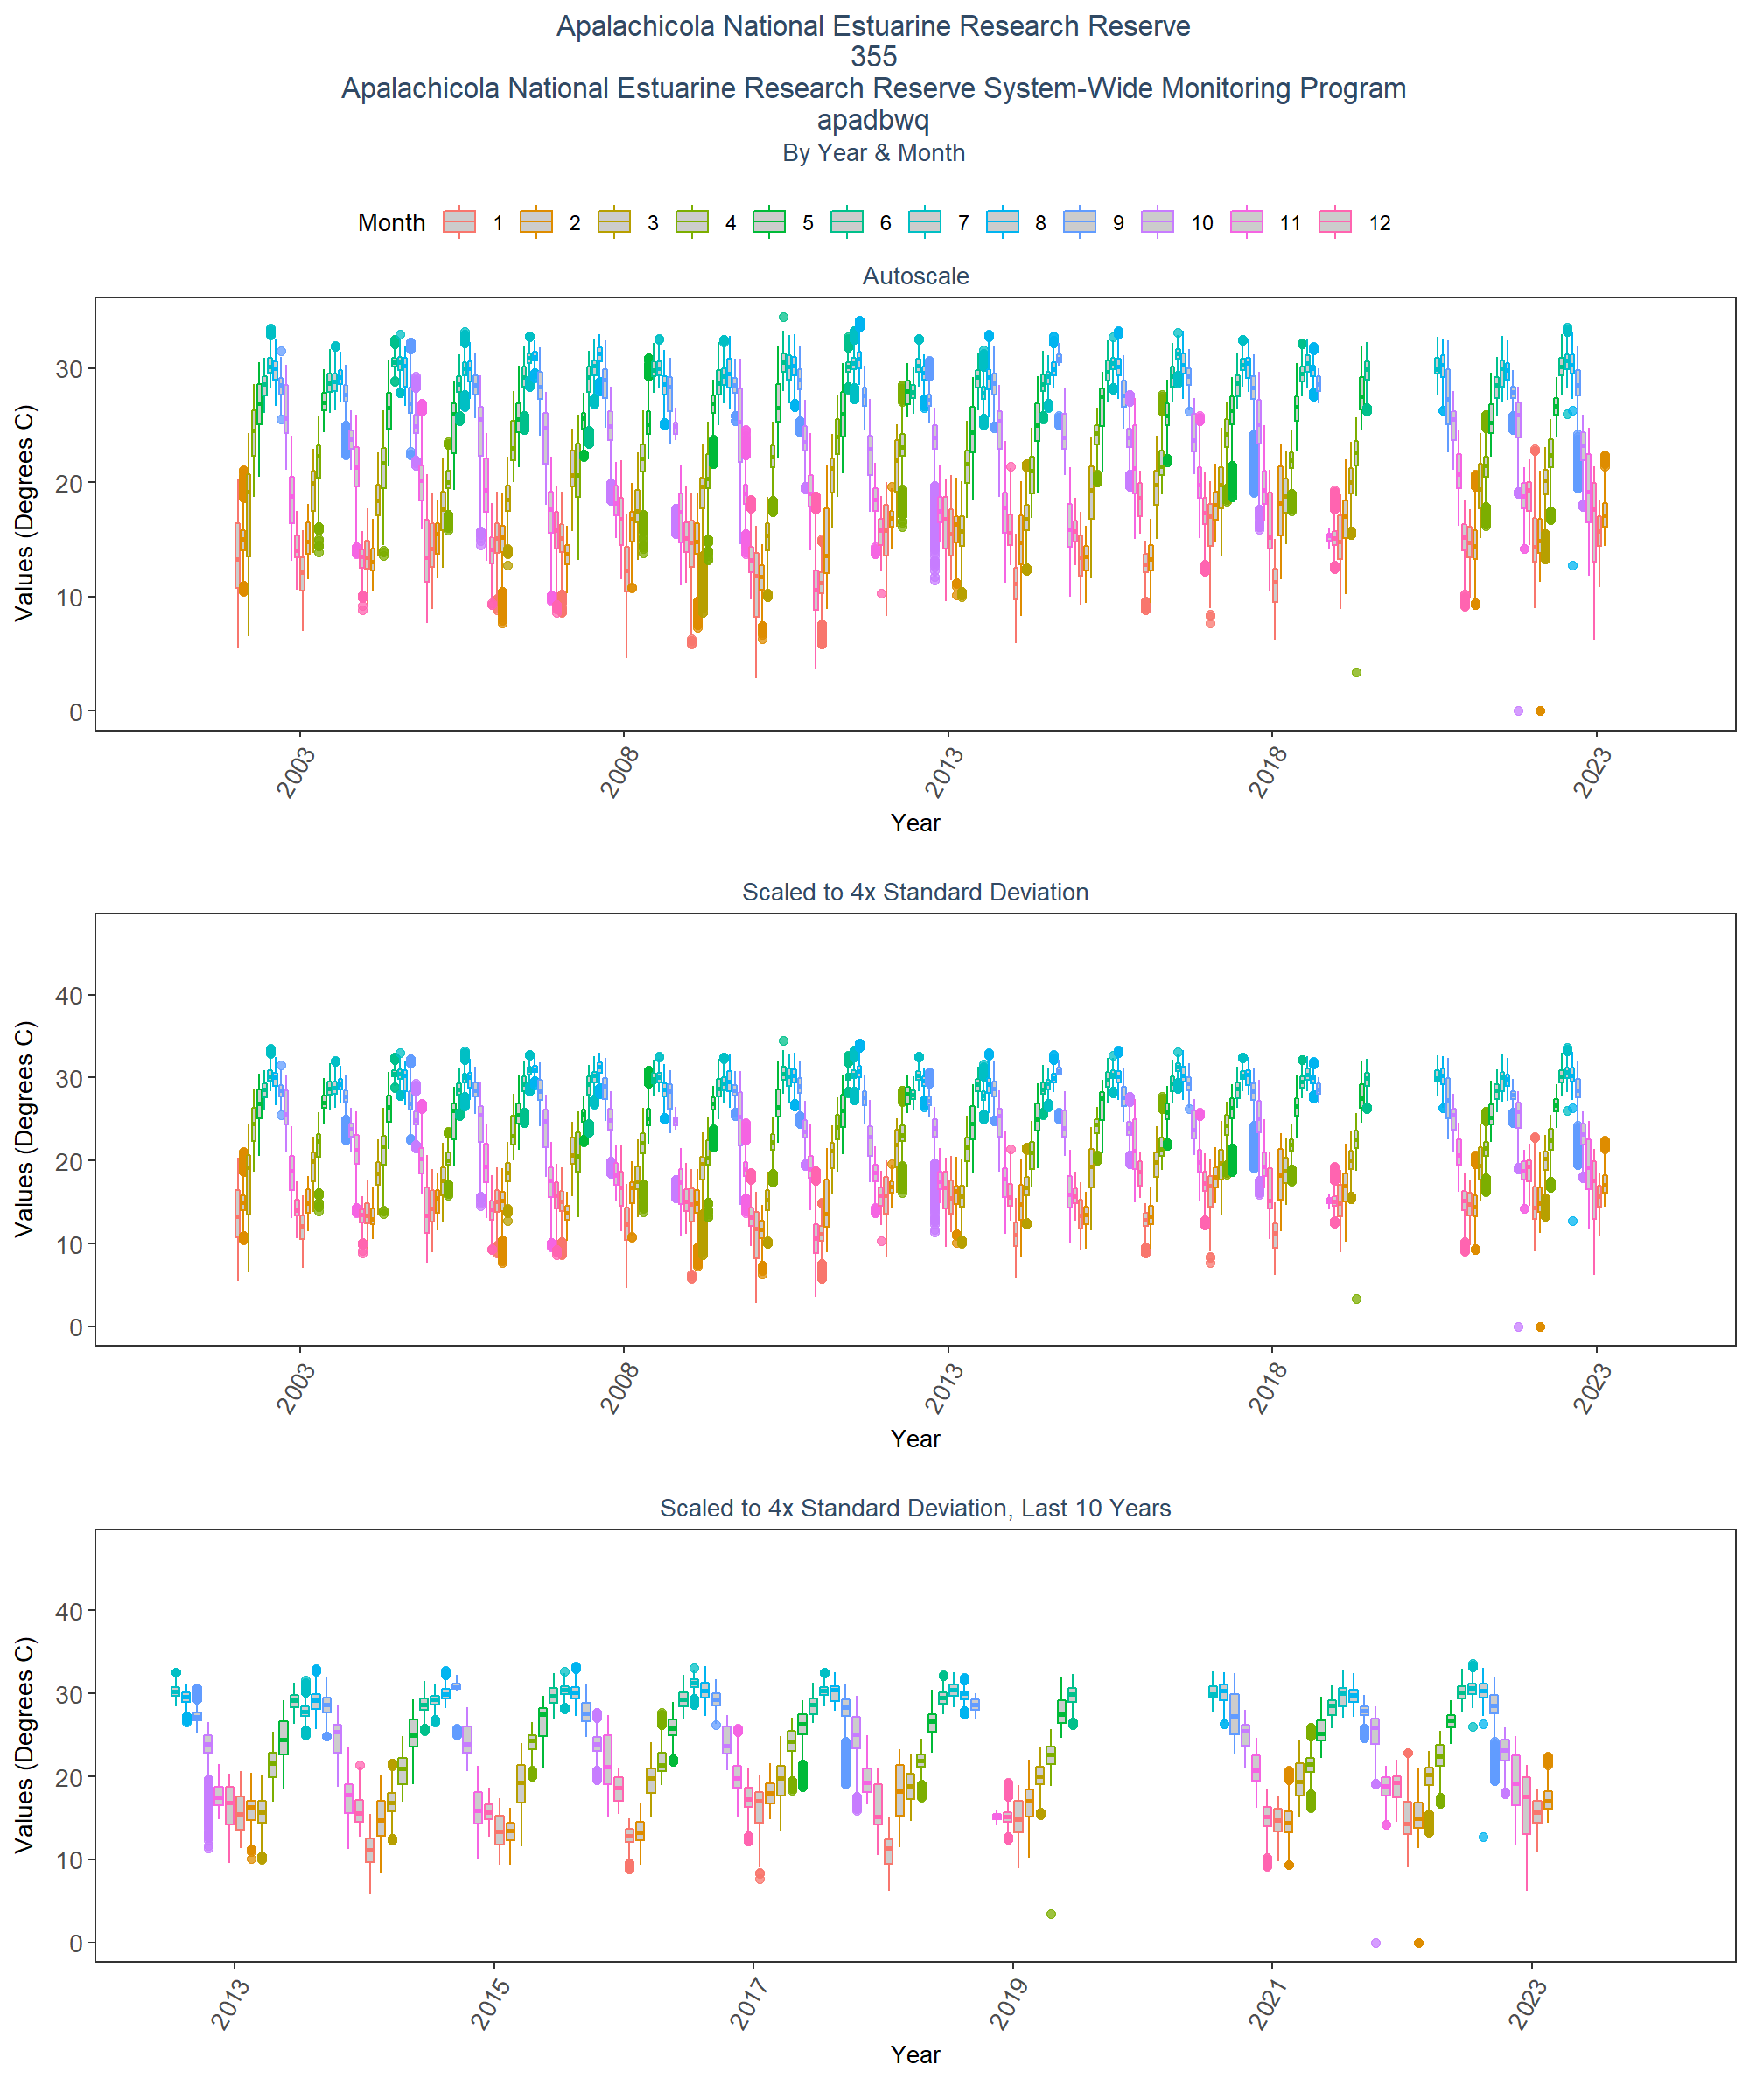 Apalachicola National Estuarine Research Reserve
355
Apalachicola National Estuarine Research Reserve System-Wide Monitoring Program
apadbwq
By Year & Month
Month 1 2 3 4 5 6 7 8 9 10 11 12
Autoscale
Values (Degrees C)
30
20
10
0
2003 2008 2013 2018 2023
Year
Scaled to 4x Standard Deviation
Values (Degrees C)
40
30
20
10
0
2003 2008 2013 2018 2023
Year
Scaled to 4x Standard Deviation, Last 10 Years
Values (Degrees C)
40
30
20
10
0
2013 2015 2017 2019 2021 2023
Year